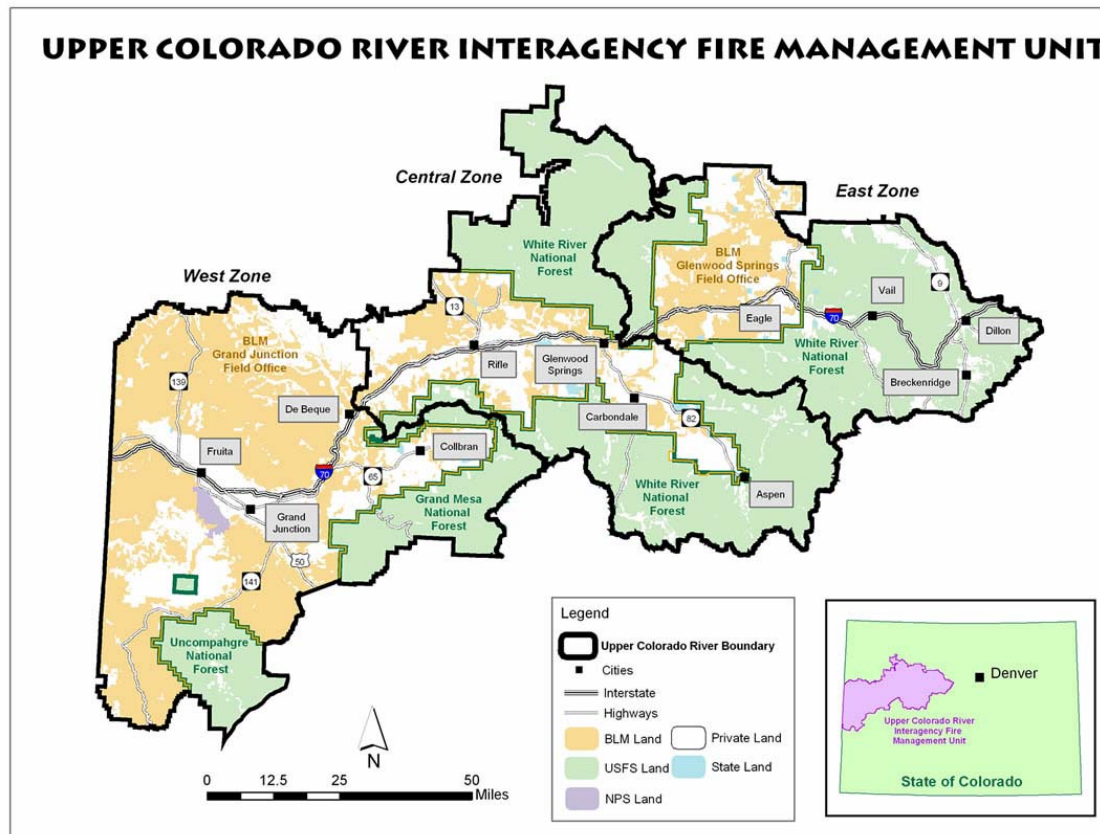 UPPER COLORADO RIVER INTERAGENCY FIRE MANAGEMENT UNIT
Central Zone
East Zone
West Zone
White River
National
Forest
BLM
Glenwood Springs
Field Office
Vail
9
13
BLM
Grand Junction
Field Office
Eagle
70
Dillon
White River
National
Forest
Rifle
Glenwood
Springs
139
Breckenridge
De Beque
Carbondale
82
Fruita
Collbran
70
65
Aspen
Grand Mesa
National
Forest
White River
National
Forest
Grand
Junction
50
141
Uncompahgre
National
Forest
N
0 12.5 25 50
Miles
Legend
Upper Colorado River Boundary
Cities
Interstate
Highways
BLM Land
Private Land
USFS Land
State Land
NPS Land
Denver
Upper Colorado River
Interagency Fire
Management Unit
State of Colorado